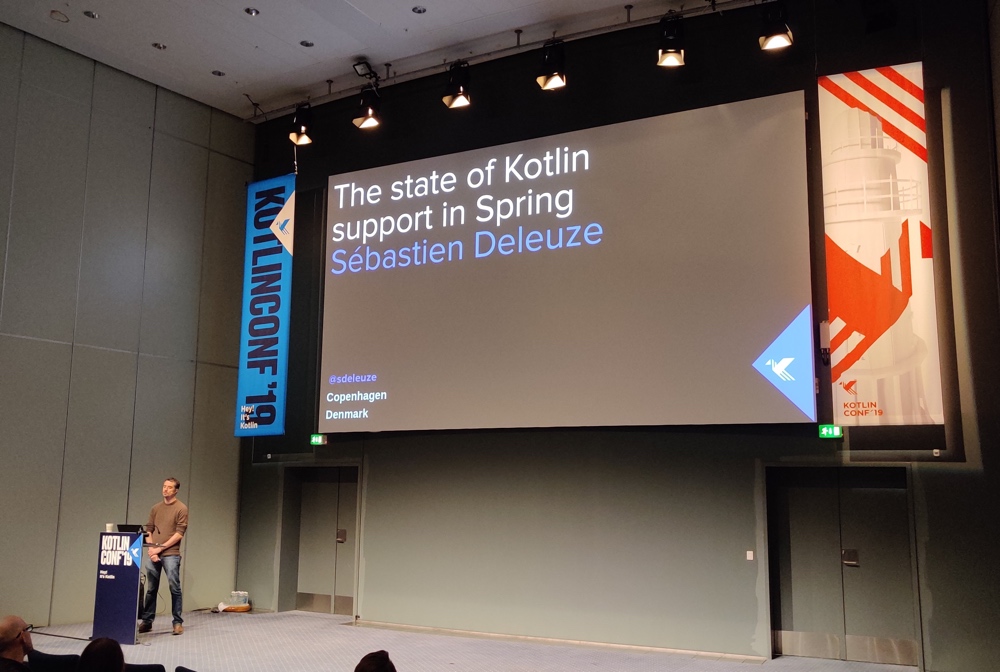 The state of Kotlin
support in Spring
Sébastien Deleuze
@sdeleuze
Copenhagen
Denmark
KOTLINCONF '19
Hey!
It's
Kotlin
KOTLIN
CONF'19
KOTLIN
CONF'19
Hey!
It's Kotlin